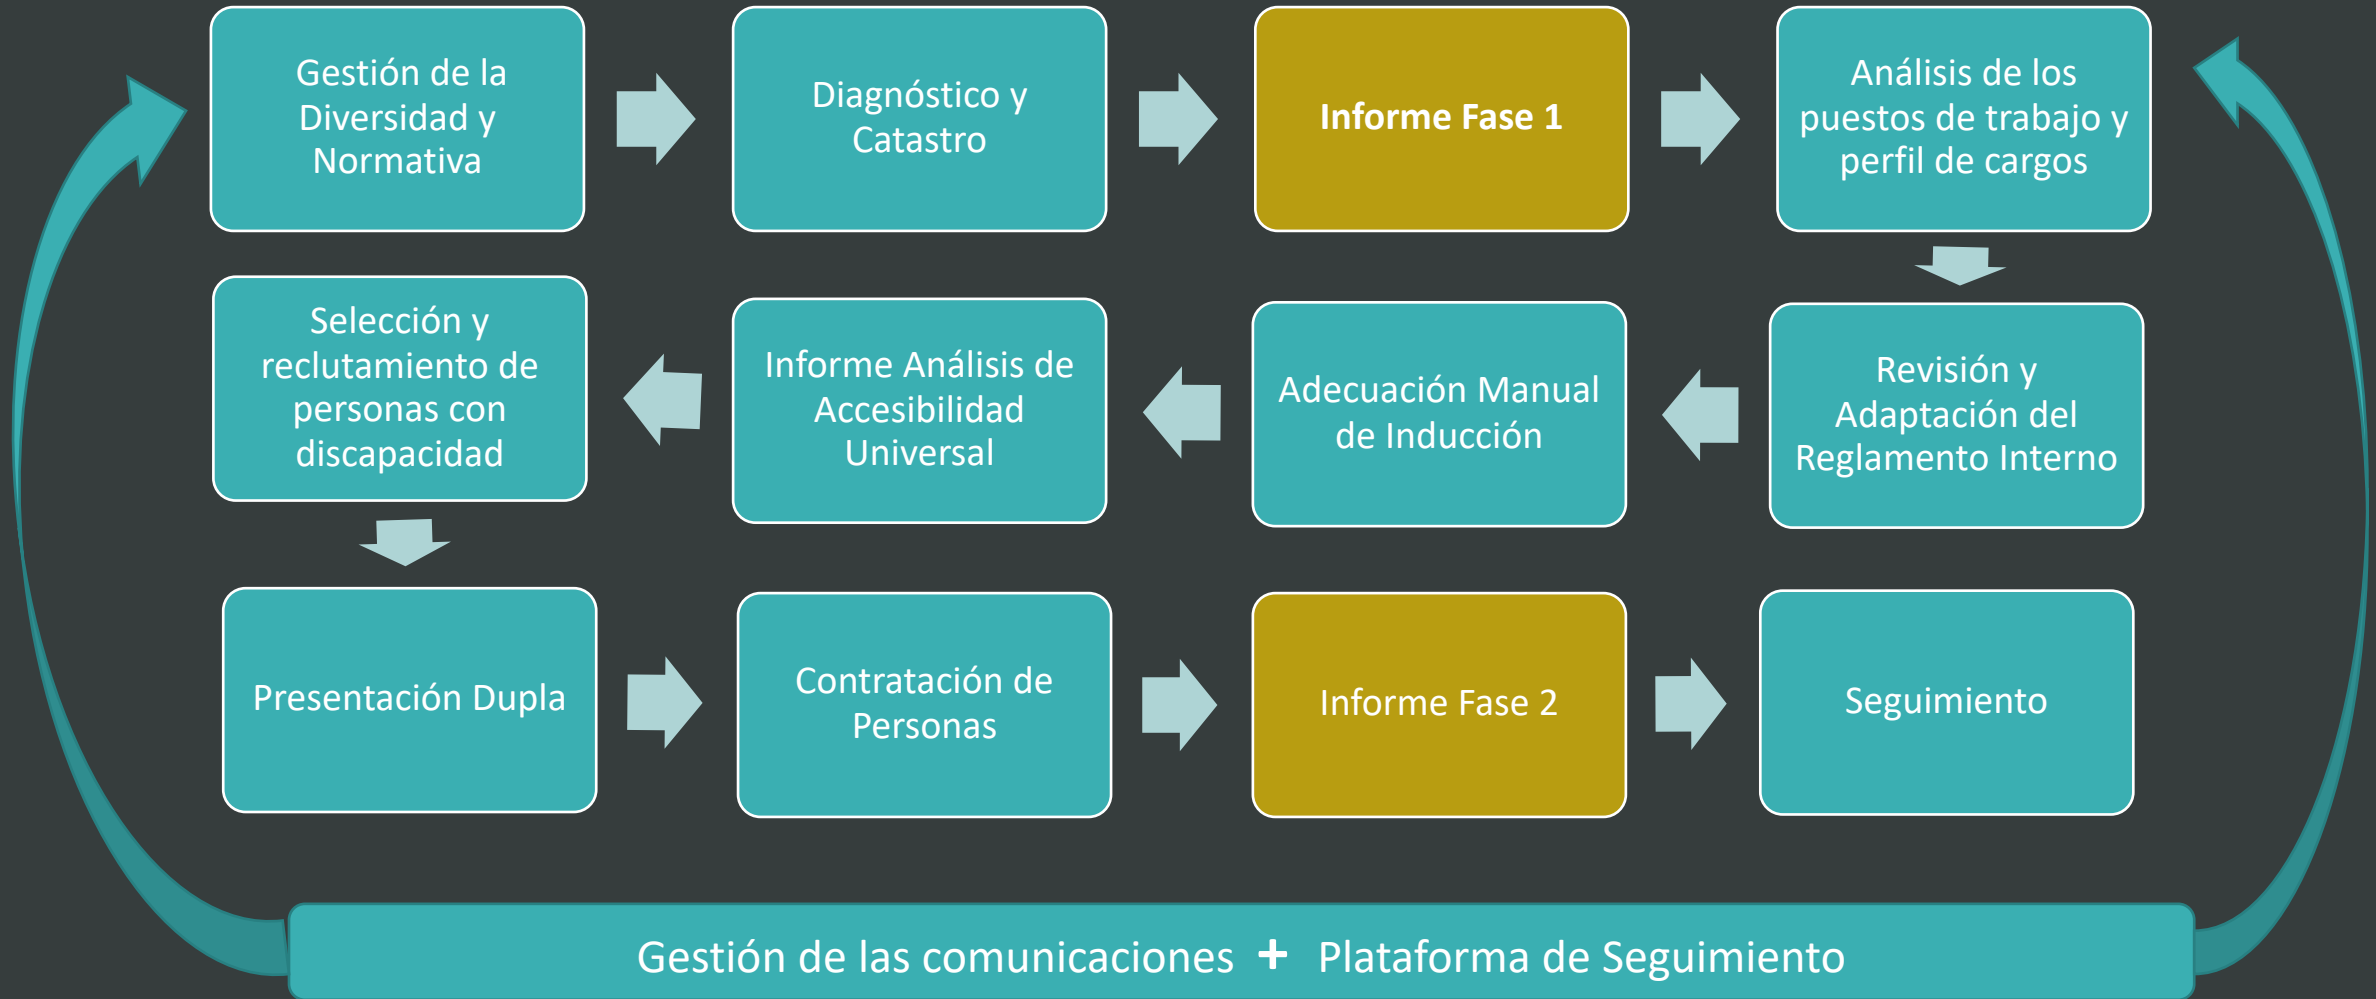 Gestión de la
Diversidad y
Normativa
Diagnóstico y
Catastro
Informe Fase 1
Análisis de los
puestos de trabajo y
perfil de cargos
Selección y
reclutamiento de
personas con
discapacidad
Informe Análisis de
Accesibilidad
Universal
Adecuación Manual
de Inducción
Revisión y
Adaptación del
Reglamento Interno
Presentación Dupla
Contratación de
Personas
Informe Fase 2
Seguimiento
Gestión de las comunicaciones + Plataforma de Seguimiento